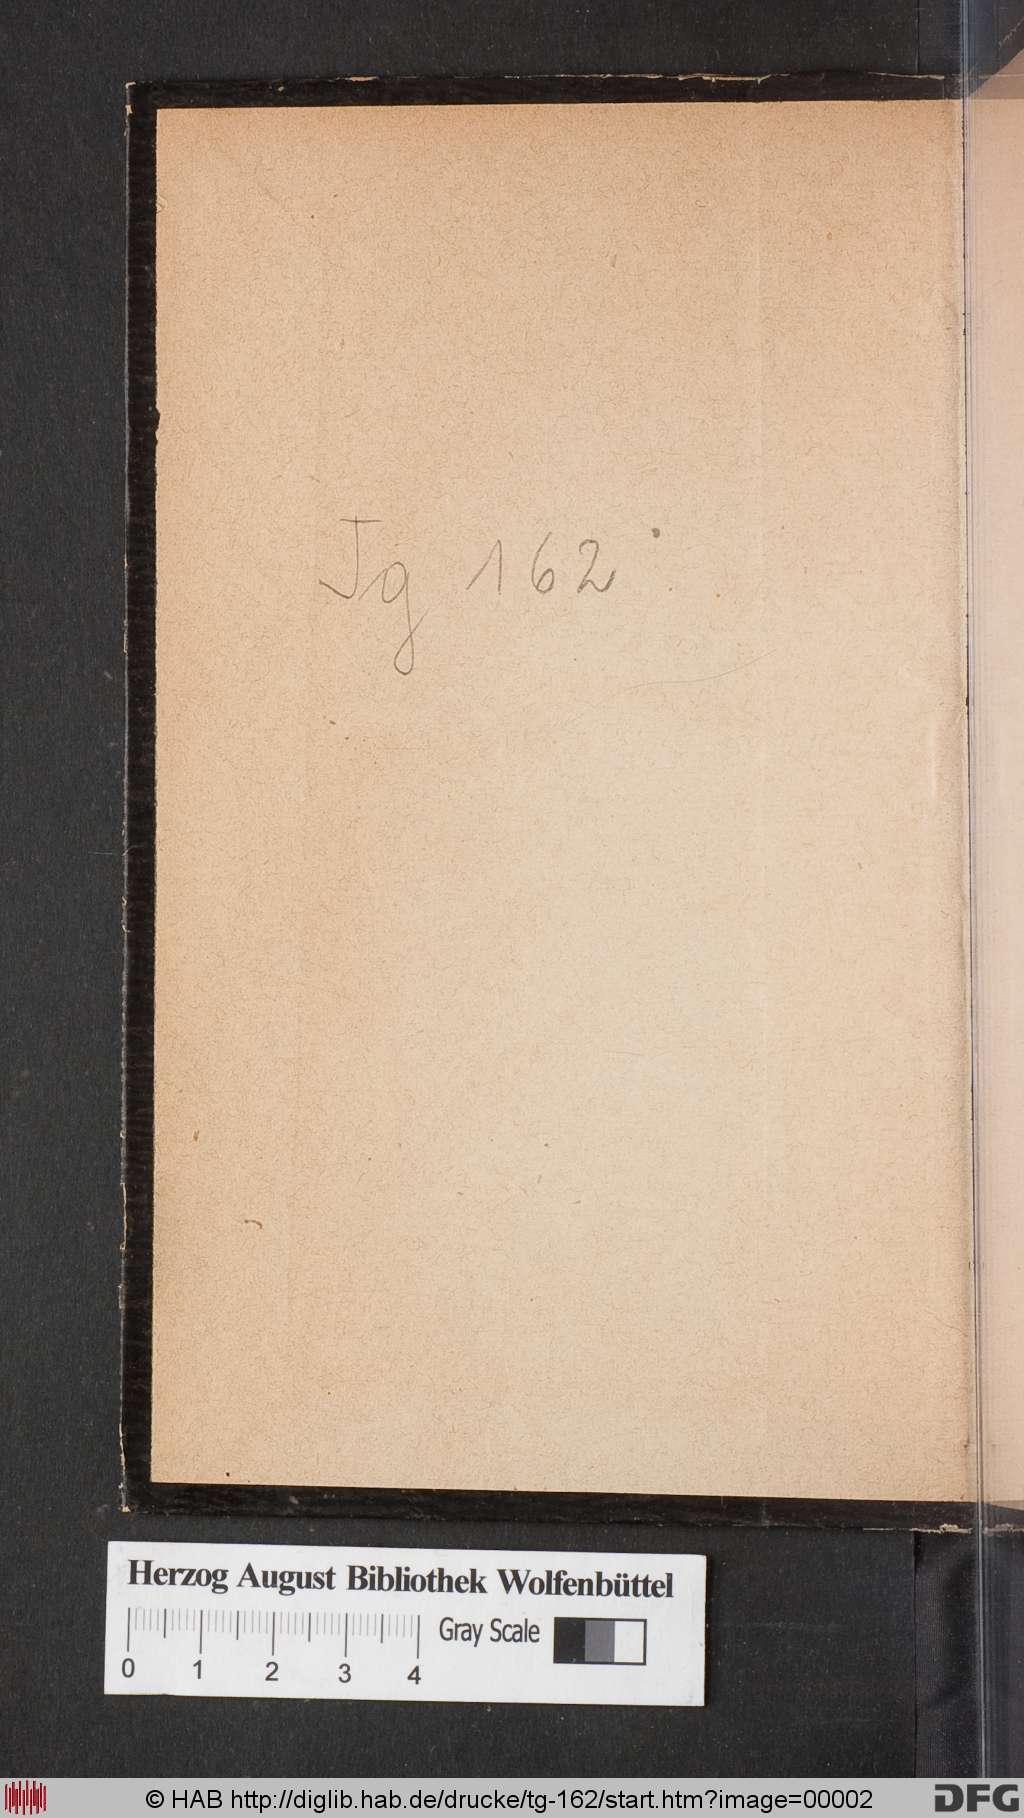 Tg 162
Herzog August Bibliothek Wolfenbüttel
Gray Scale
0 1 2 3 4
© HAB http://diglib.hab.de/drucke/tg-162/start.htm?image=00002
DFG